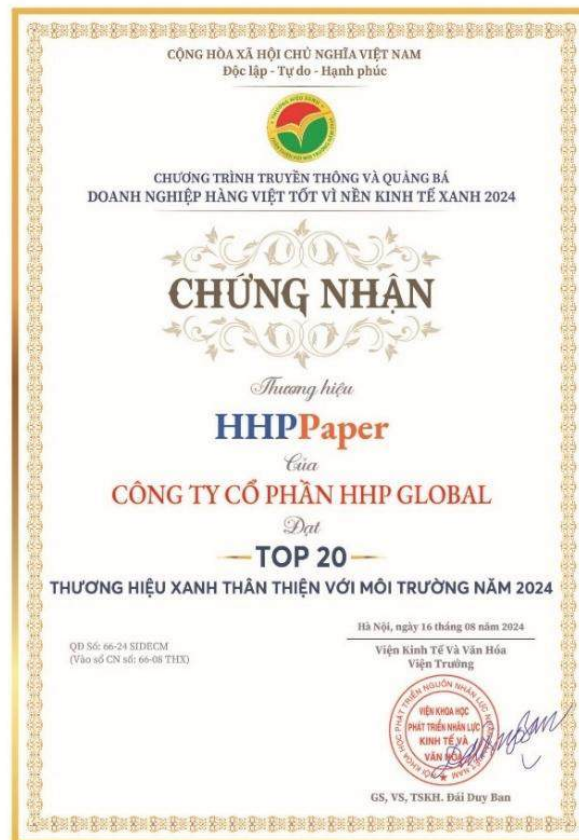 CỘNG HÒA XÃ HỘI CHỦ NGHĨA VIỆT NAM
Độc lập - Tự do - Hạnh phúc
CHƯƠNG TRÌNH TRUYỀN THÔNG VÀ QUẢNG BÁ
DOANH NGHIỆP HÀNG VIỆT TỐT VÌ NỀN KINH TẾ XANH 2024
CHỨNG NHẬN
Thương hiệu
HHPPaper
Của
CÔNG TY CỔ PHẦN HHP GLOBAL
Đạt
TOP 20
THƯƠNG HIỆU XANH THÂN THIỆN VỚI MÔI TRƯỜNG NĂM 2024
Hà Nội, ngày 16 tháng 08 năm 2024
QĐ Số: 66-24 SIDECM
(Vào sổ CN số: 66-08 THX)
Viện Kinh Tế Và Văn Hóa
Viện Trưởng
VIỆN KHOA HỌC
PHÁT TRIỂN NHÂN LỰC
KINH TẾ VÀ
VĂN HÓA
GS, VS, TSKH. Đái Duy Ban